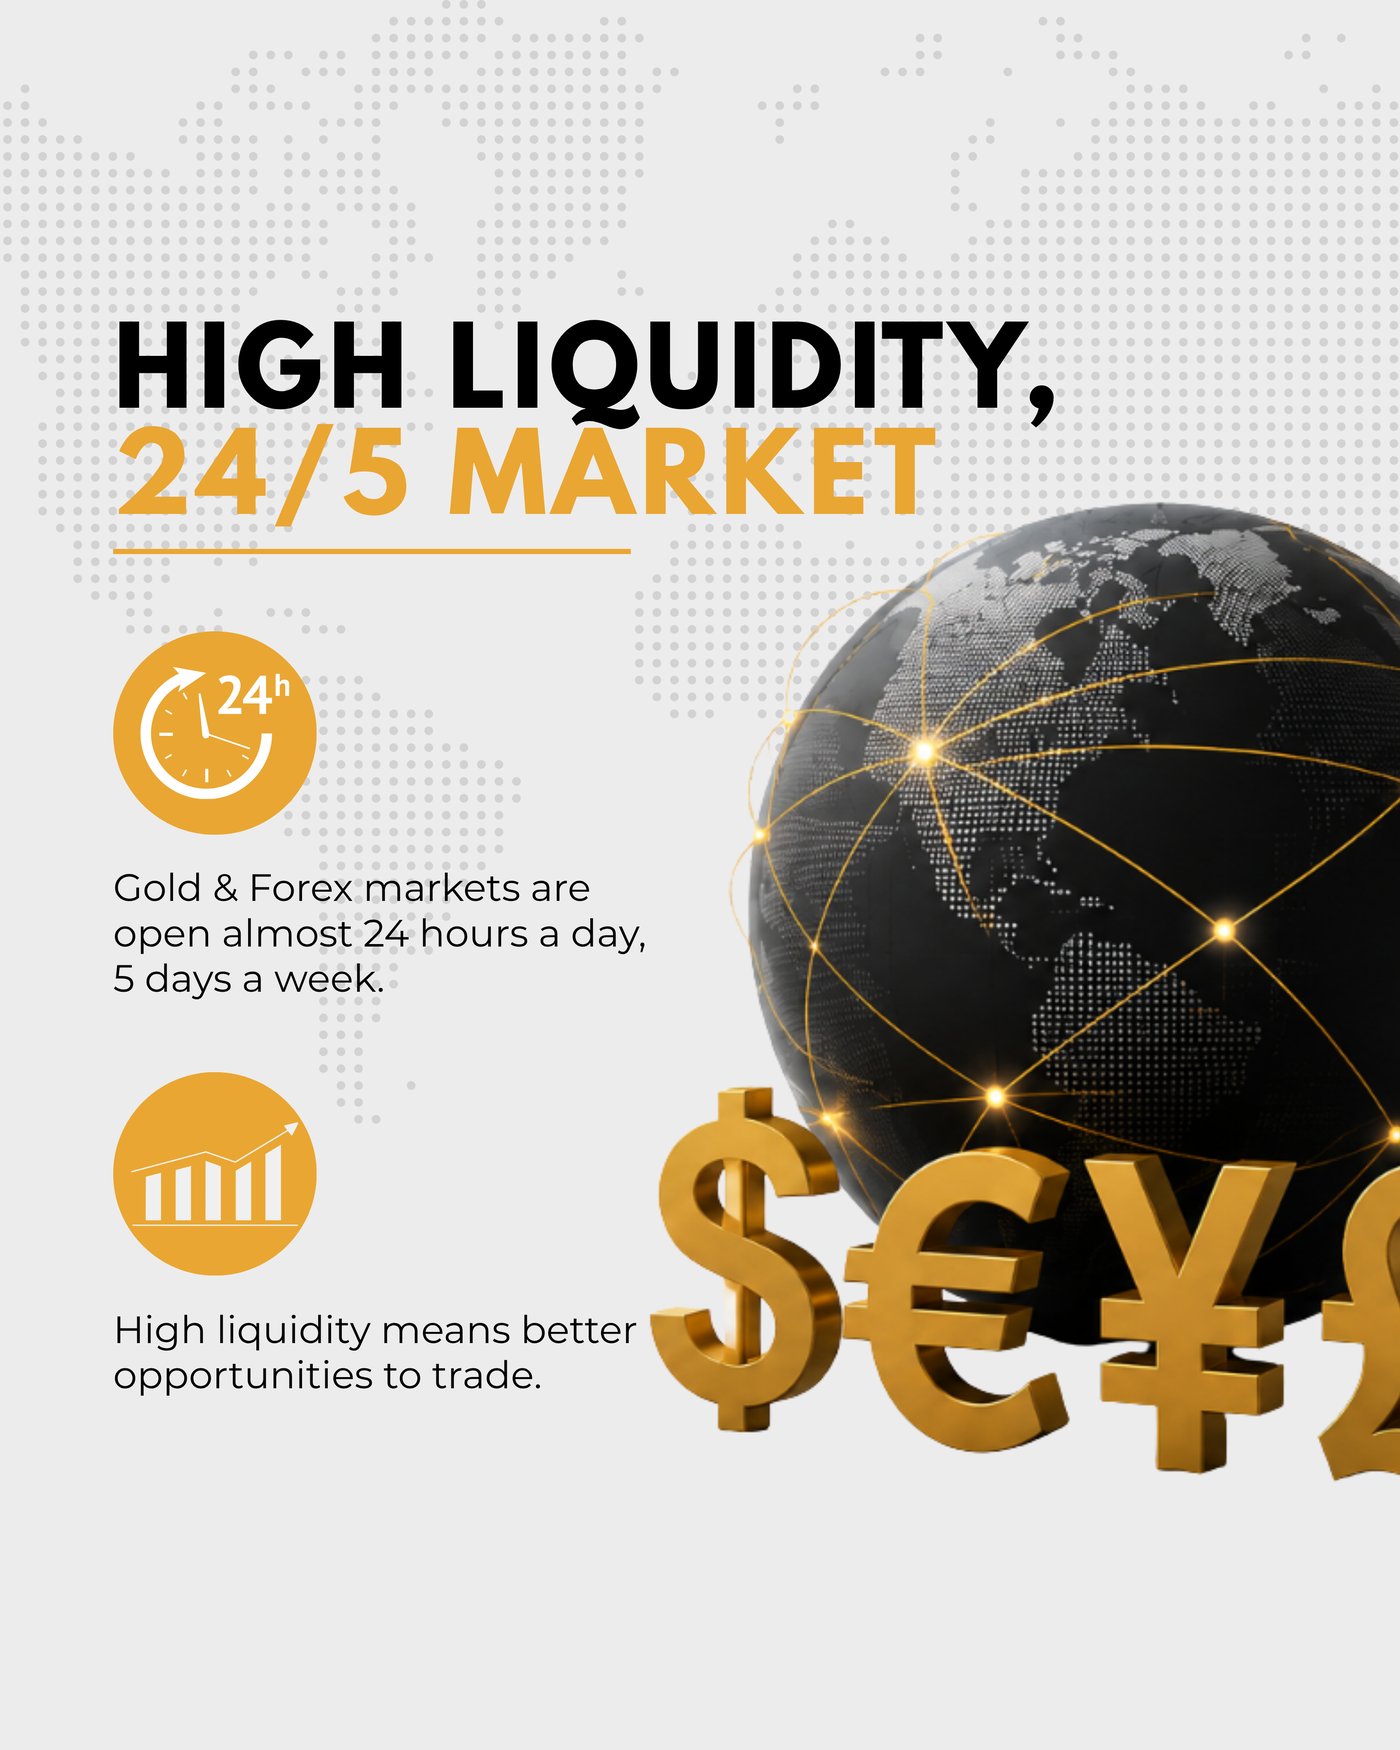 HIGH LIQUIDITY,
24/5 MARKET
24h
Gold & Forex markets are
open almost 24 hours a day,
5 days a week.
High liquidity means better
opportunities to trade.
$€¥£